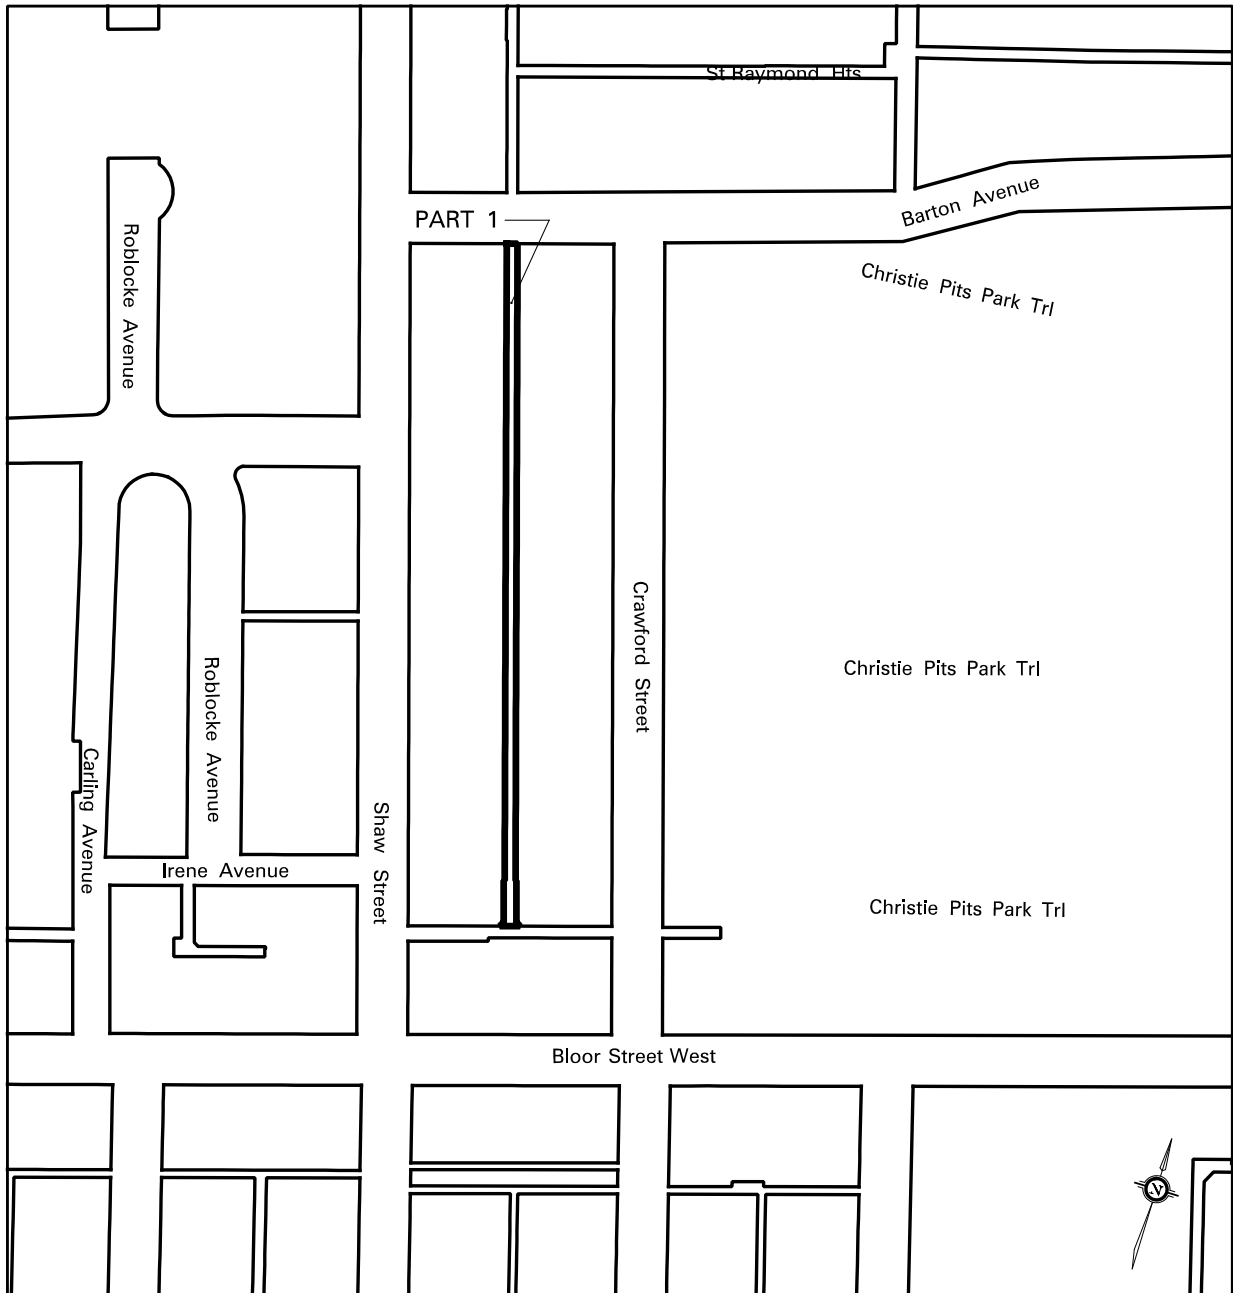 St Raymond Hts
Barton Avenue
PART 1
Christie Pits Park Trl
Roblocke Avenue
Crawford Street
Roblocke Avenue
Christie Pits Park Trl
Carling Avenue
Shaw Street
Irene Avenue
Christie Pits Park Trl
Bloor Street West
N